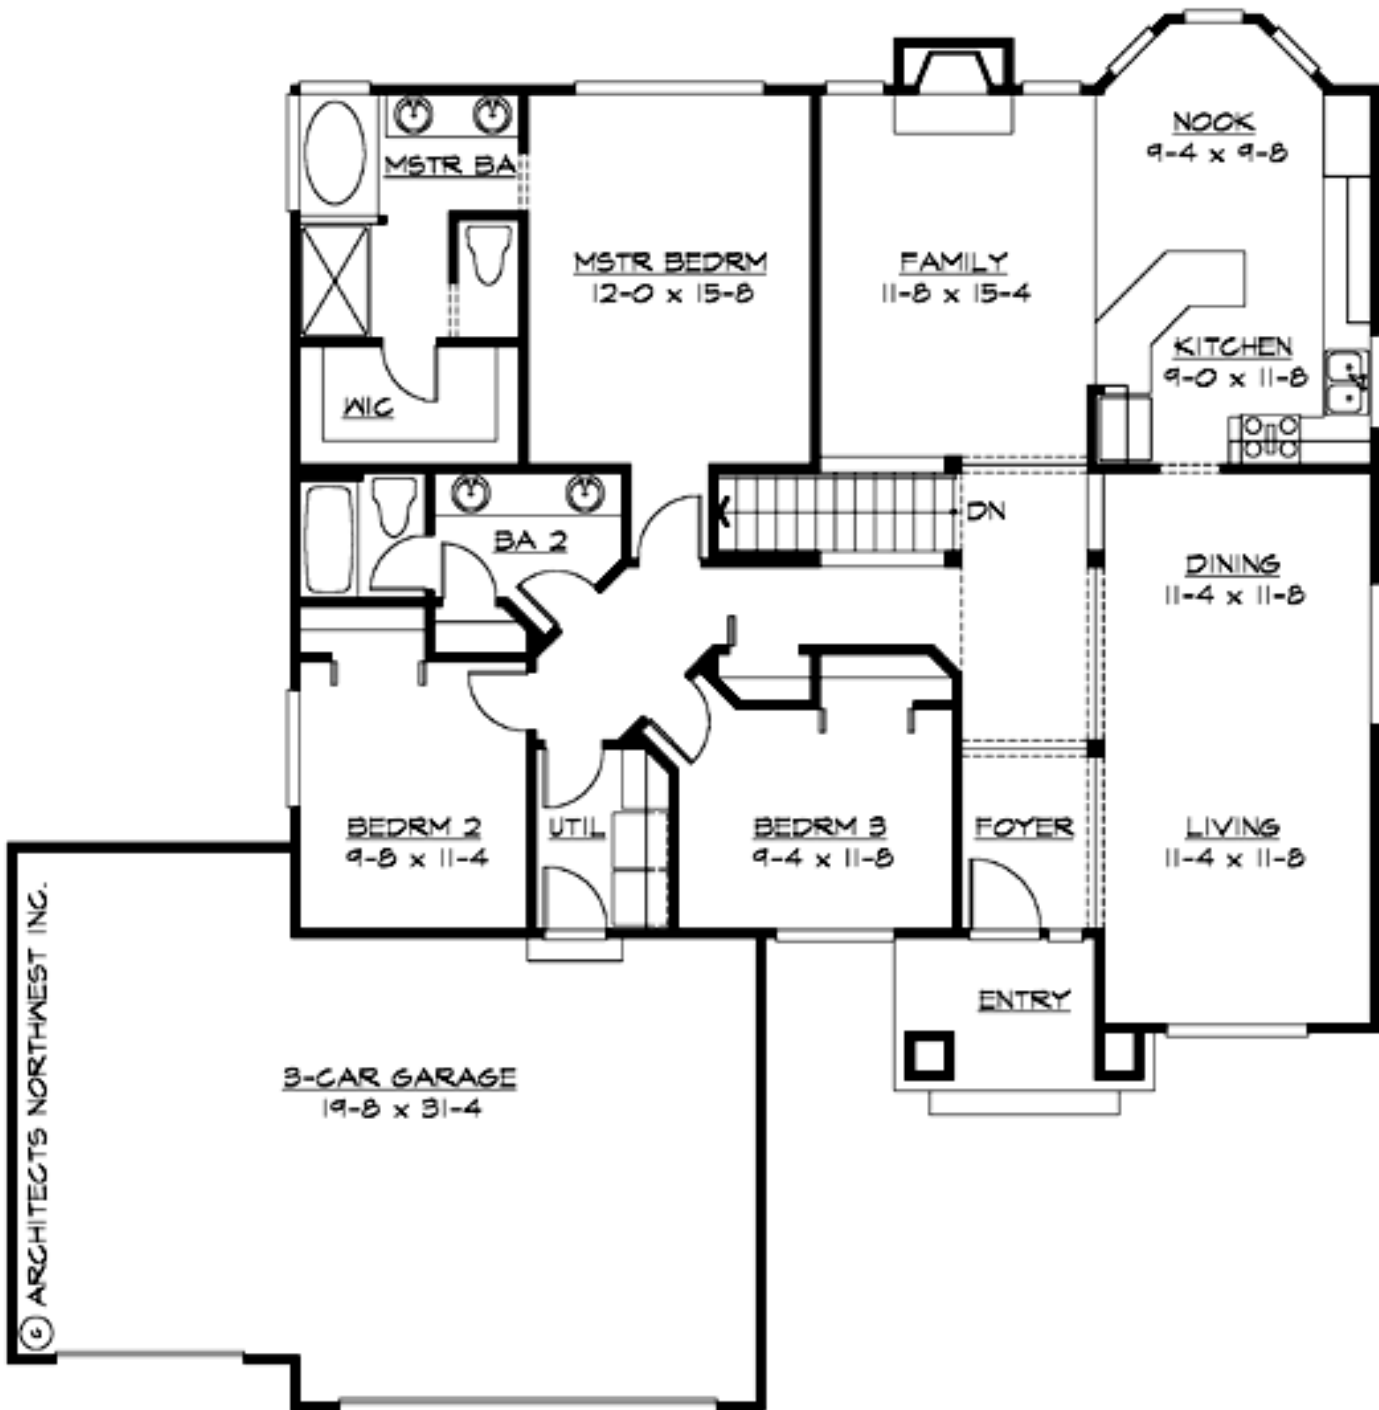 NOOK
9-4 x 9-8
MSTR BA
MSTR BEDRM
12-0 x 15-8
FAMILY
11-8 x 15-4
KITCHEN
9-0 x 11-8
WIC
BA 2
DN
DINING
11-4 x 11-8
BEDRM 2
9-8 x 11-4
UTIL
BEDRM 3
9-4 x 11-8
FOYER
LIVING
11-4 x 11-8
ENTRY
3-CAR GARAGE
19-8 x 31-4
© ARCHITECTS NORTHWEST INC.